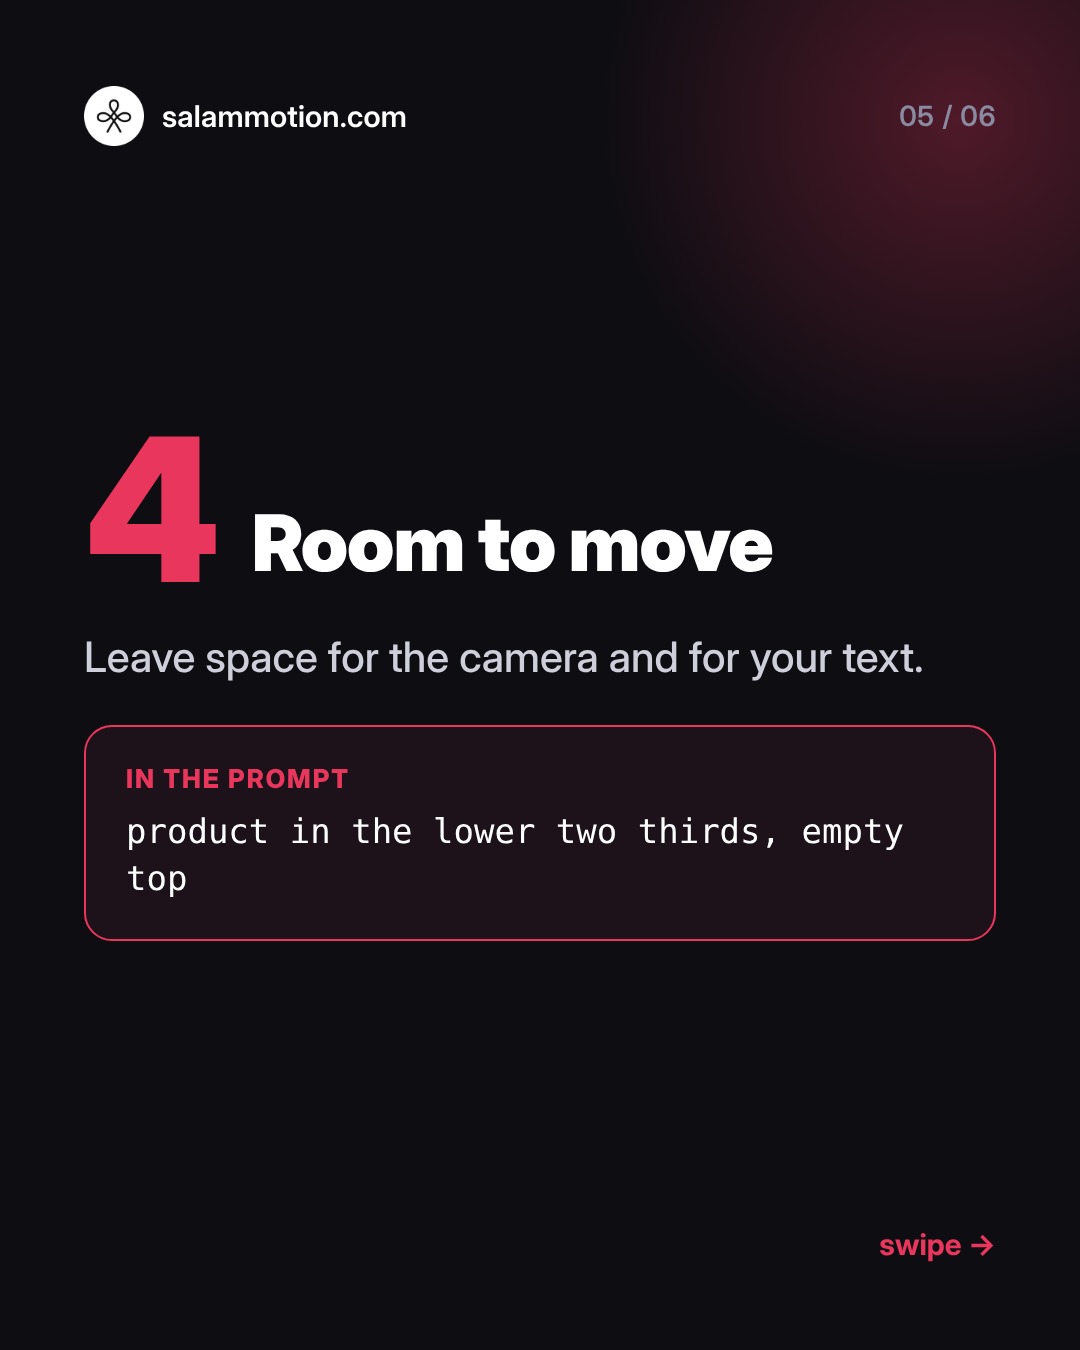 salammotion.com
05 / 06
4 Room to move
Leave space for the camera and for your text.
IN THE PROMPT
product in the lower two thirds, empty
top
swipe →